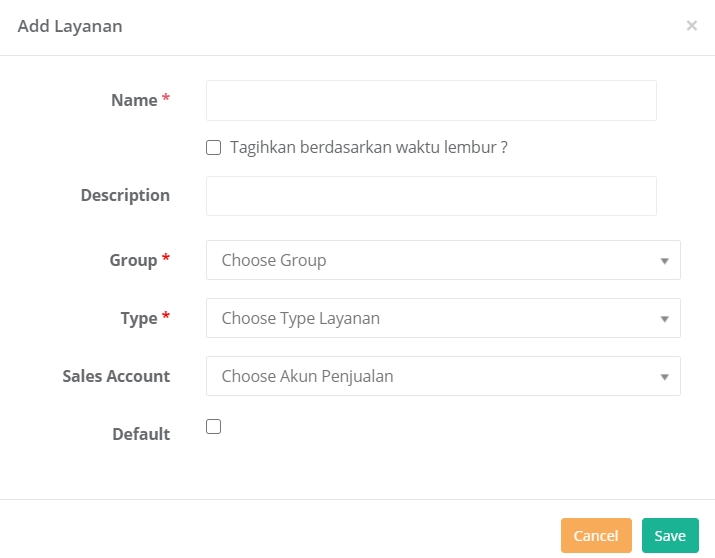 Add Layanan ×
Name *
Tagihkan berdasarkan waktu lembur ?
Description
Group * Choose Group
Type * Choose Type Layanan
Sales Account Choose Akun Penjualan
Default
Cancel Save